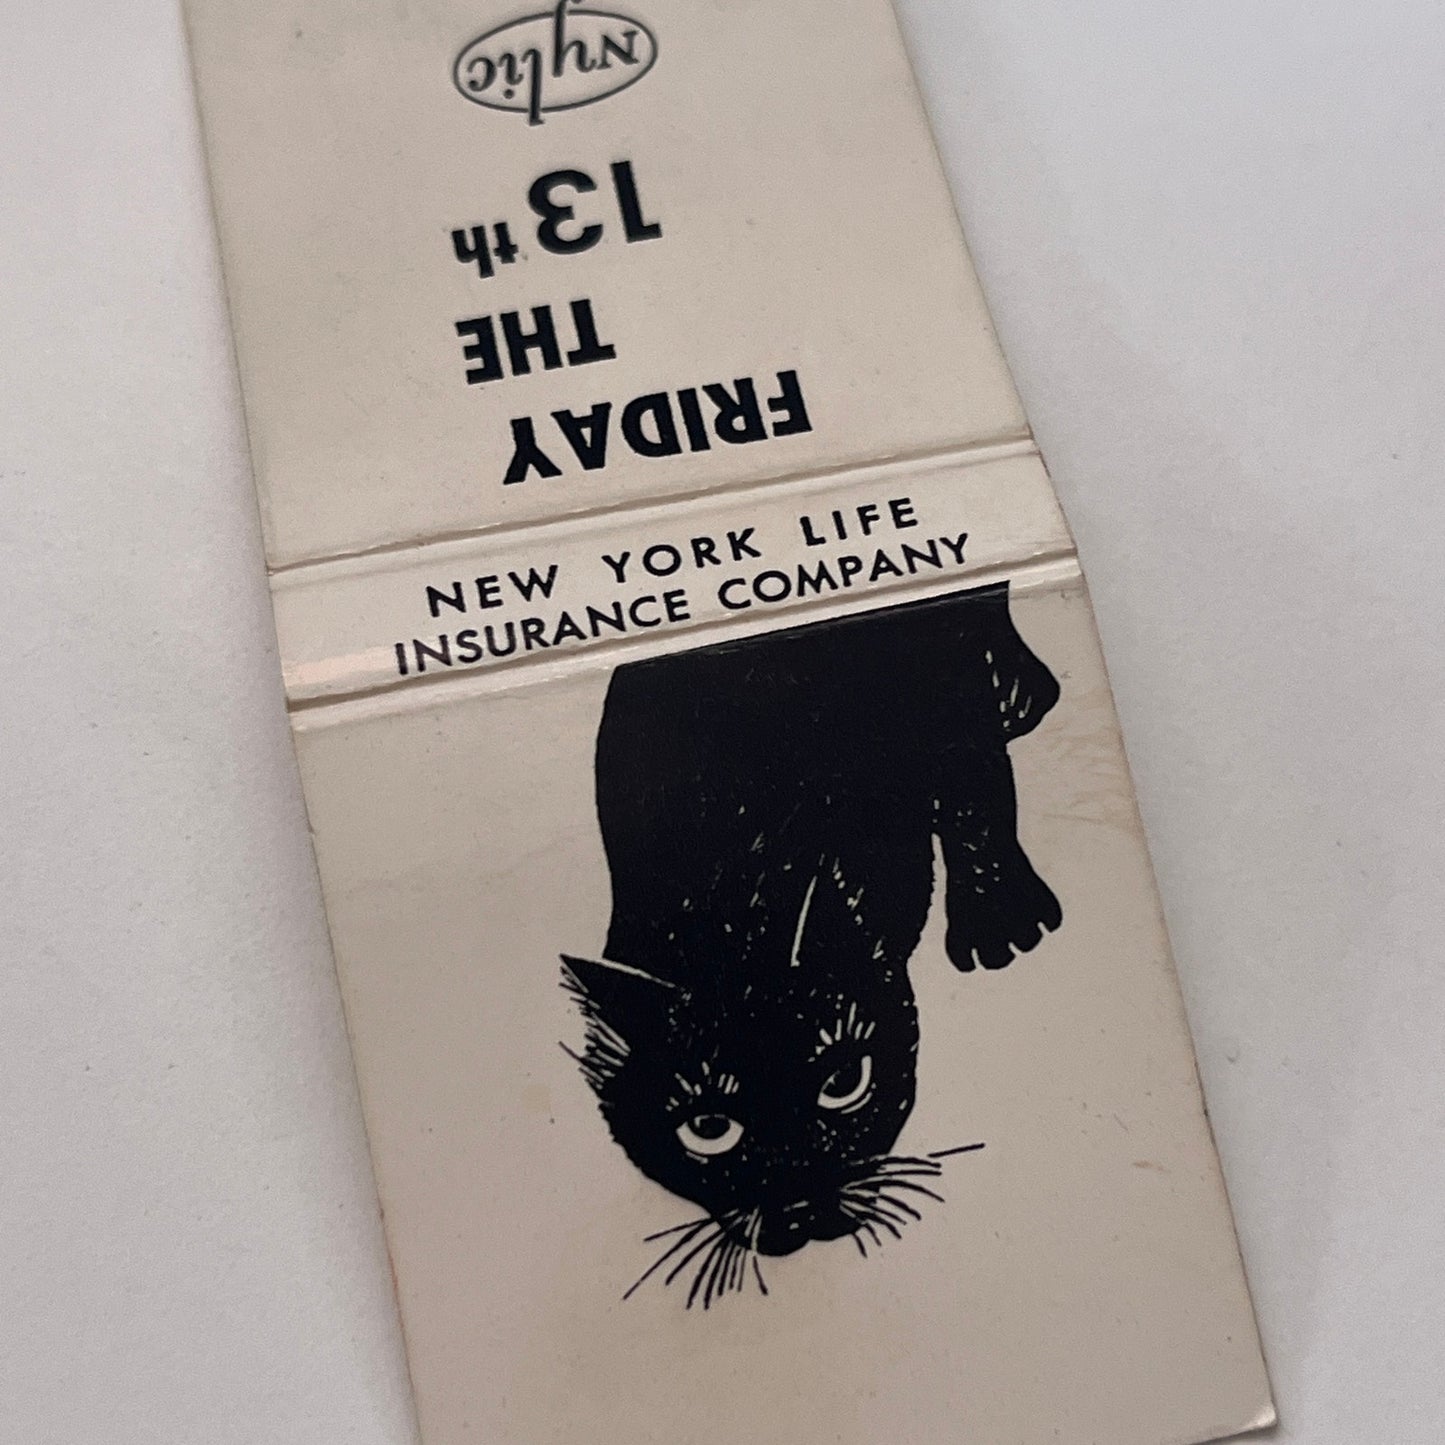 Nylic
13th
THE
FRIDAY
NEW YORK LIFE
INSURANCE COMPANY